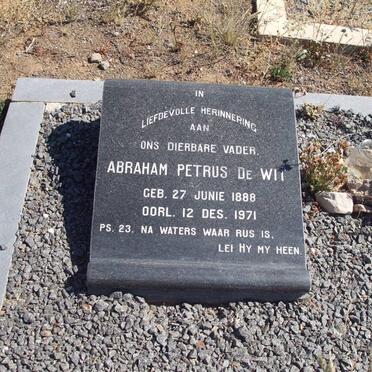 IN
LIEFDEVOLLE HERINNERING
AAN
ONS DIERBARE VADER.
ABRAHAM PETRUS DE WIT
GEB. 27 JUNIE 1888
OORL. 12 DES. 1971
PS. 23. NA WATERS WAAR RUS IS.
LEI HY MY HEEN.